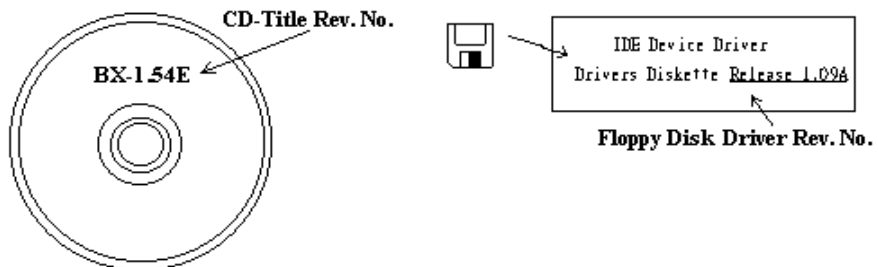 CD-Title Rev. No.
BX-1.54E
IDE Device Driver
Drivers Diskette Release 1.09A
Floppy Disk Driver Rev. No.